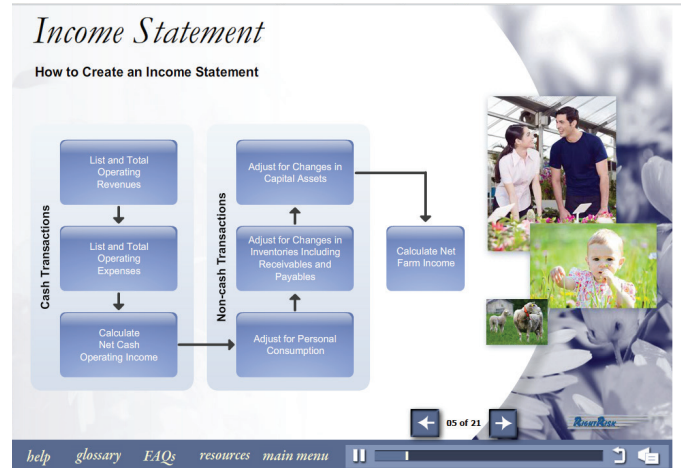 Income Statement
How to Create an Income Statement
Cash Transactions
List and Total
Operating
Revenues
List and Total
Operating
Expenses
Calculate
Net Cash
Operating Income
Non-cash Transactions
Adjust for Changes in
Capital Assets
Adjust for Changes in
Inventories Including
Receivables and
Payables
Adjust for Personal
Consumption
Calculate Net
Farm Income
05 of 21
RightRisk
help glossary FAQs resources main menu